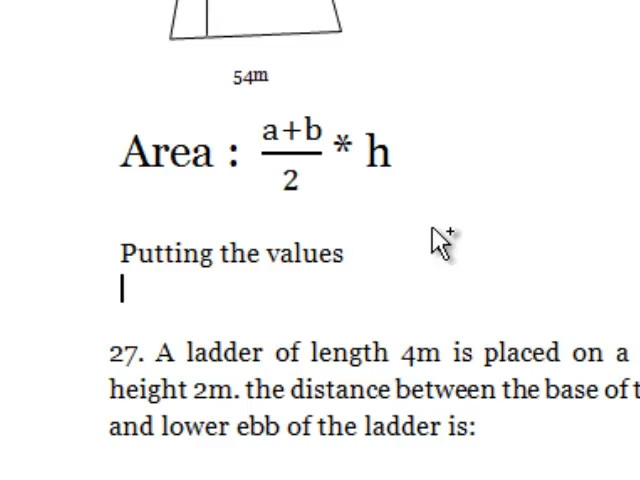 54m
Area : a+b/2 * h
Putting the values
27. A ladder of length 4m is placed on a
height 2m. the distance between the base of t
and lower ebb of the ladder is: